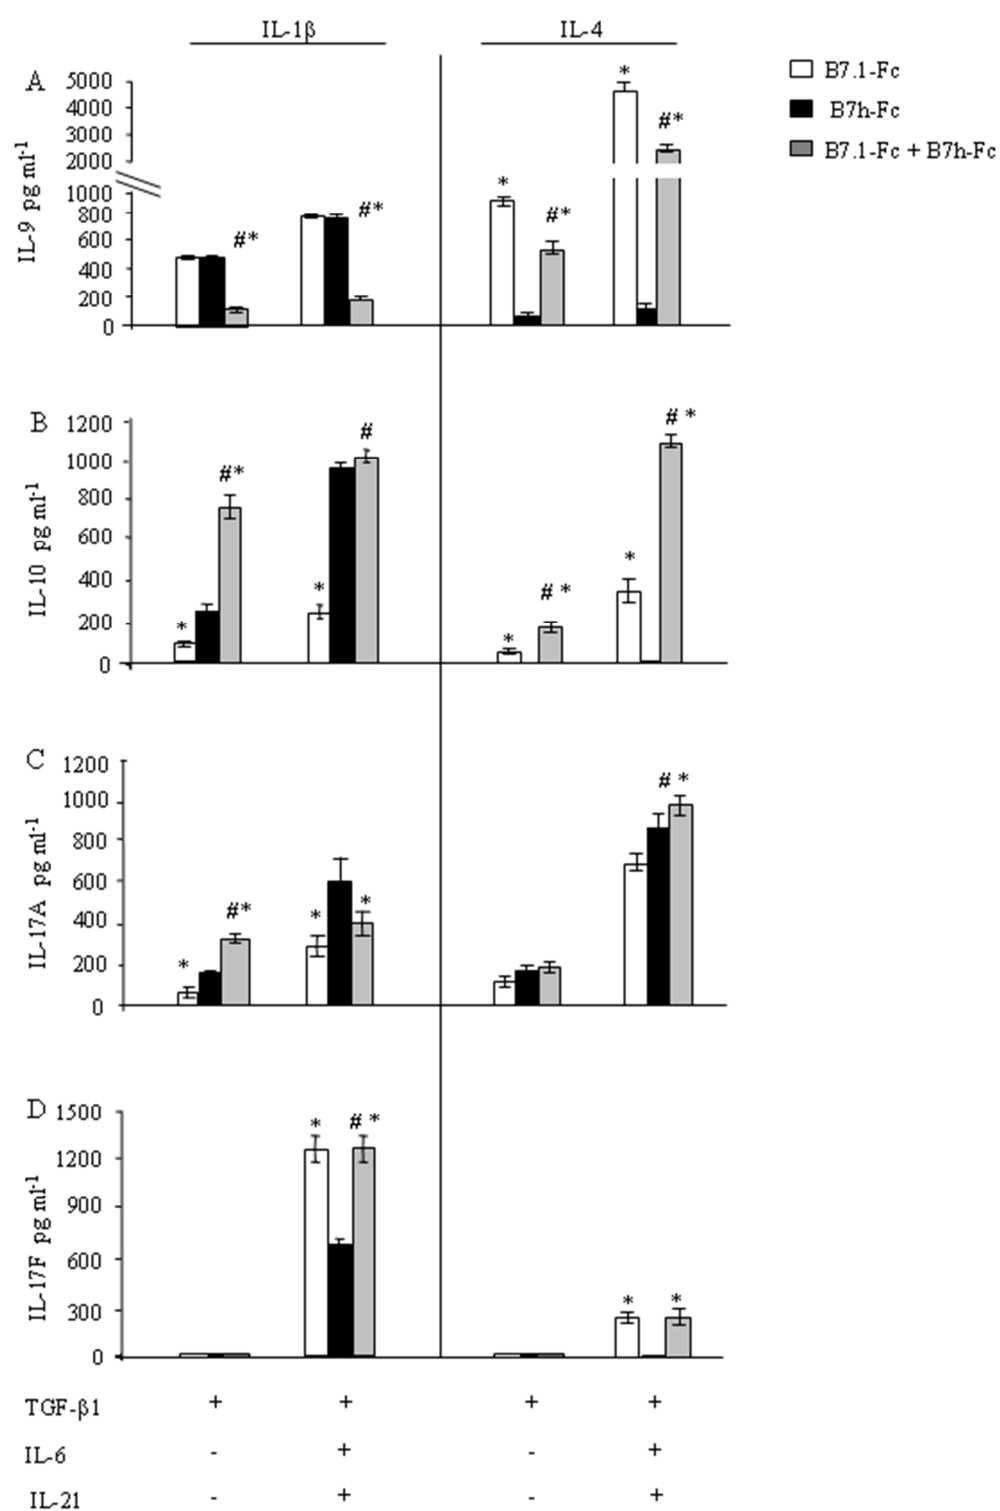 IL-1β IL-4
B7.1-Fc
B7h-Fc
B7.1-Fc + B7h-Fc
A
IL-9 pg ml-1
5000
4000
3000
2000
1000
800
600
400
200
0
* * #* #* #* #*
B
IL-10 pg ml-1
1200
1000
800
600
400
200
0
* #* * # * # * * # *
C
IL-17A pg ml-1
1200
1000
800
600
400
200
0
* #* * * # *
D
IL-17F pg ml-1
1500
1200
900
600
300
0
* # * * *
TGF-β1 + + + +
IL-6 - + - +
IL-21 - + - +